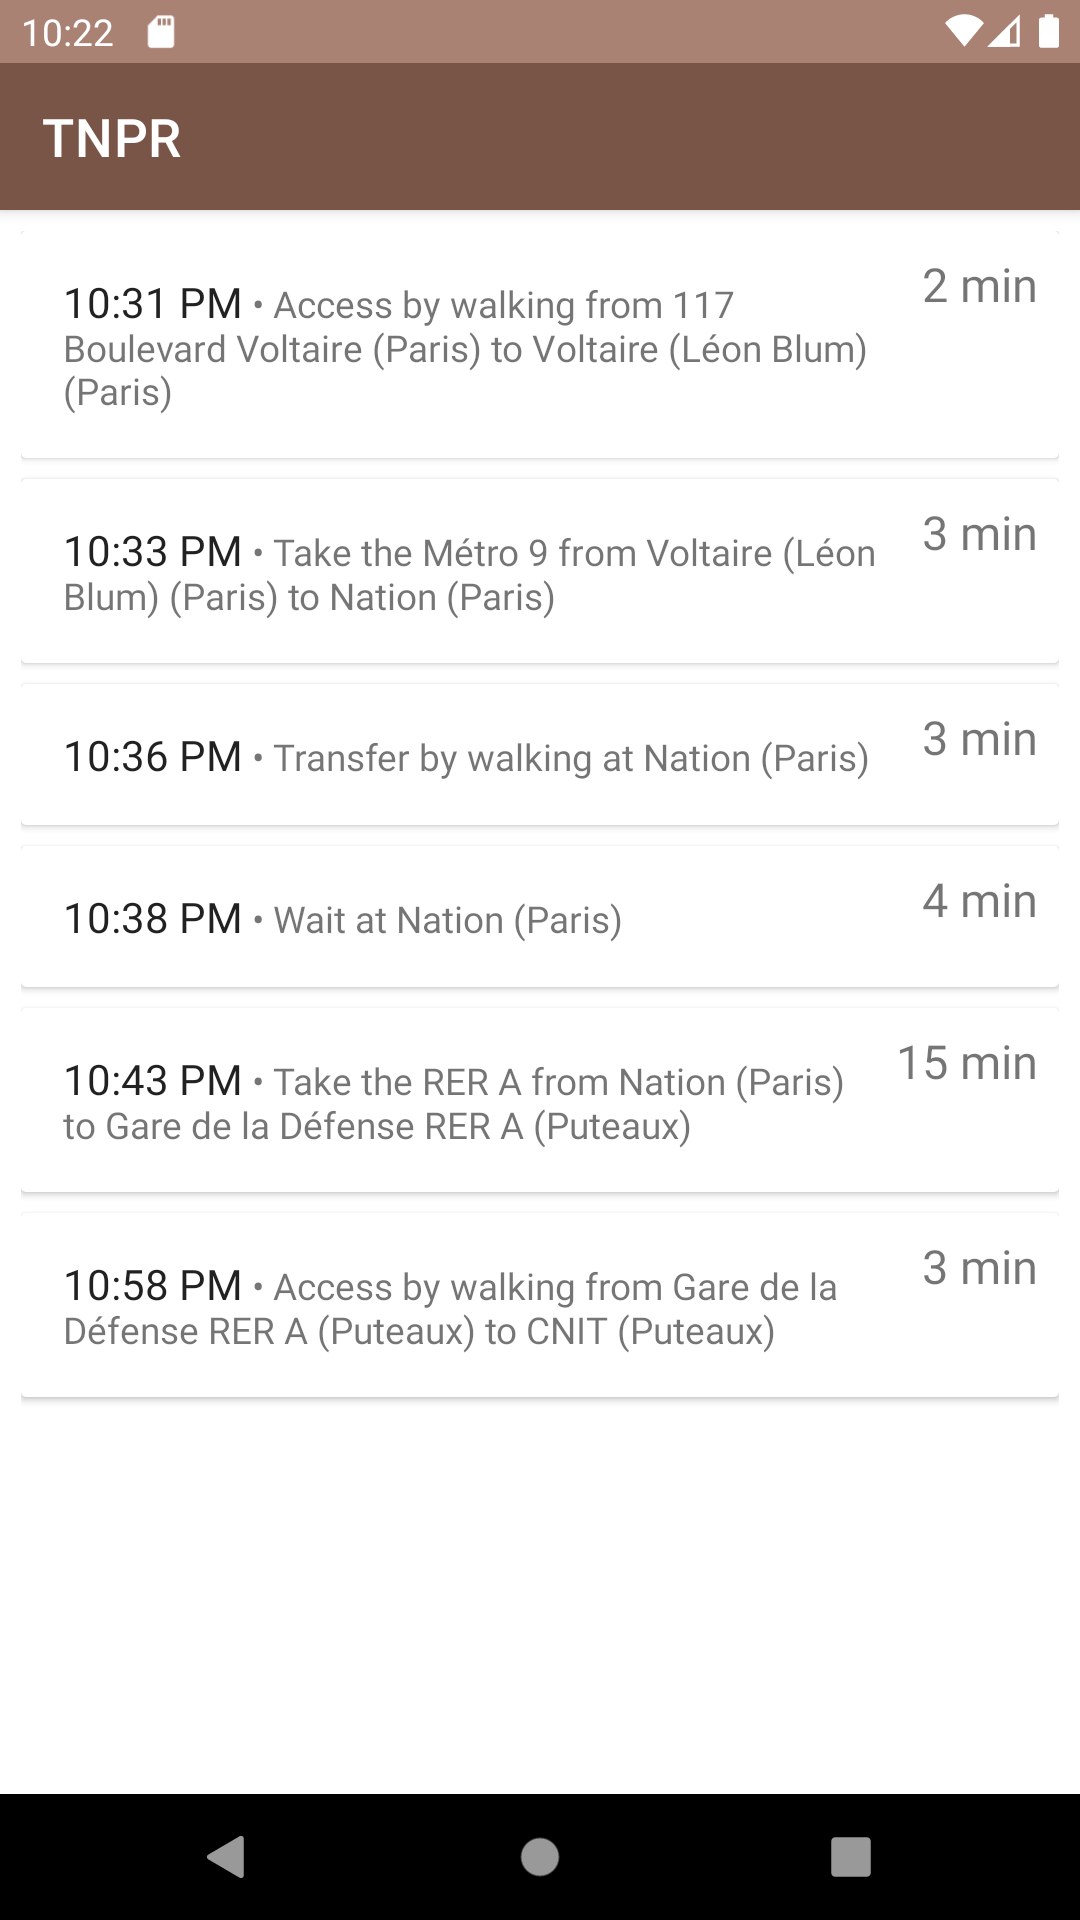 10:22
TNPR
10:31 PM • Access by walking from 117
Boulevard Voltaire (Paris) to Voltaire (Léon Blum)
(Paris)
2 min
10:33 PM • Take the Métro 9 from Voltaire (Léon
Blum) (Paris) to Nation (Paris)
3 min
10:36 PM • Transfer by walking at Nation (Paris)
3 min
10:38 PM • Wait at Nation (Paris)
4 min
10:43 PM • Take the RER A from Nation (Paris)
to Gare de la Défense RER A (Puteaux)
15 min
10:58 PM • Access by walking from Gare de la
Défense RER A (Puteaux) to CNIT (Puteaux)
3 min